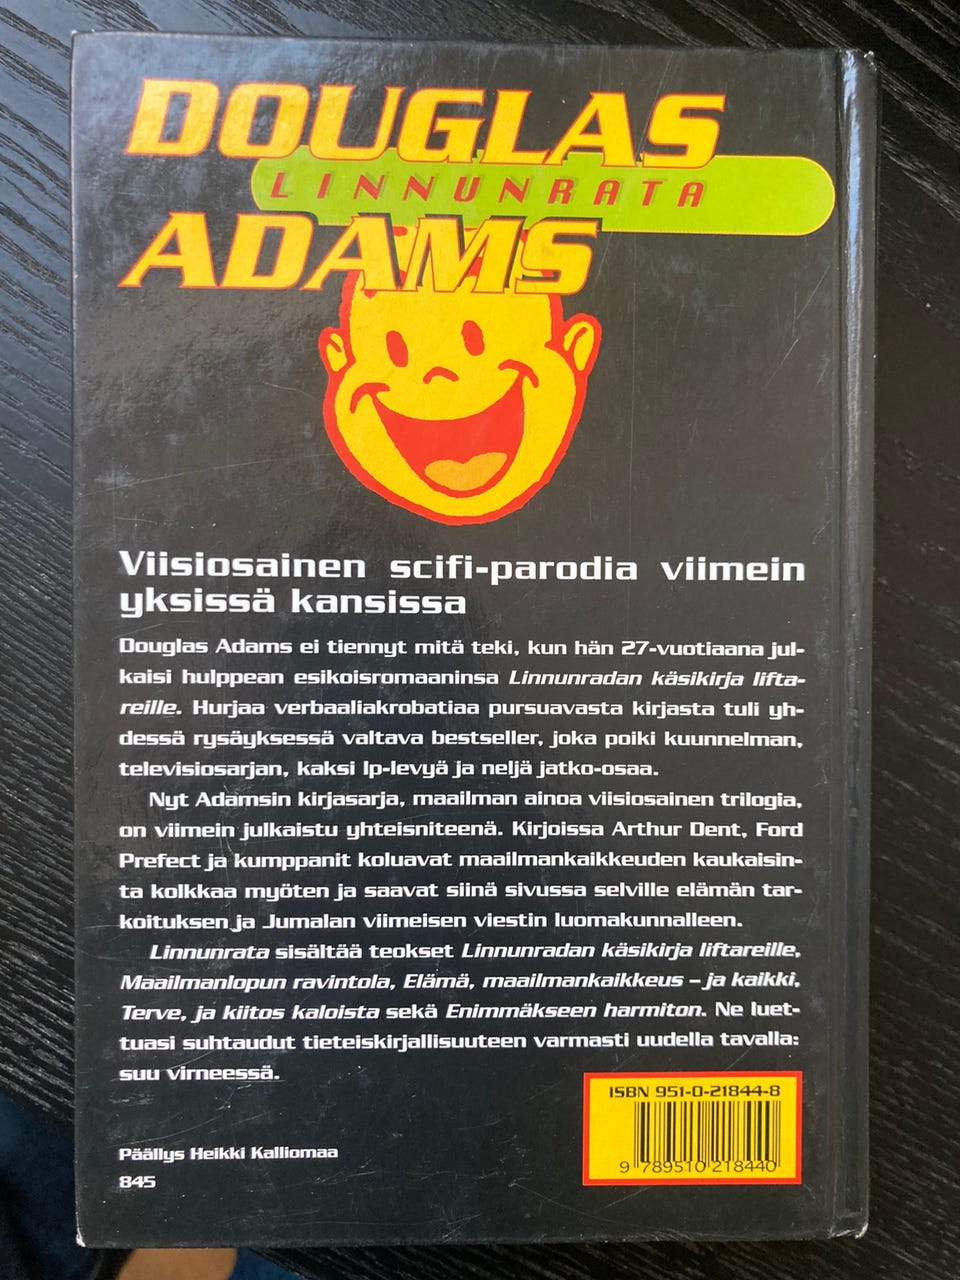 DOUGLAS
LINNUNRATA
ADAMS
Viisiosainen scifi-parodia viimein
yksissä kansissa
Douglas Adams ei tiennyt mitä teki, kun hän 27-vuotiaana jul-
kaisi hulppean esikoisromaaninsa Linnunradan käsikirja lifta-
reille. Hurjaa verbaaliakrobatiaa pursuavasta kirjasta tuli yh-
dessä rysäyksessä valtava bestseller, joka poiki kuunnelman,
televisiosarjan, kaksi lp-levyä ja neljä jatko-osaa.
Nyt Adamsin kirjasarja, maailman ainoa viisiosainen trilogia,
on viimein julkaistu yhteisniteenä. Kirjoissa Arthur Dent, Ford
Prefect ja kumppanit koluavat maailmankaikkeuden kaukaisin-
ta kolkkaa myöten ja saavat siinä sivussa selville elämän tar-
koituksen ja Jumalan viimeisen viestin luomakunnalleen.
Linnunrata sisältää teokset Linnunradan käsikirja liftareille,
Maailmanlopun ravintola, Elämä, maailmankaikkeus – ja kaikki,
Terve, ja kiitos kaloista sekä Enimmäkseen harmiton. Ne luet-
tuasi suhtaudut tieteiskirjallisuuteen varmasti uudella tavalla:
suu virneessä.
ISBN 951-0-21844-8
9 789510 218440
Päällys Heikki Kalliomaa
845